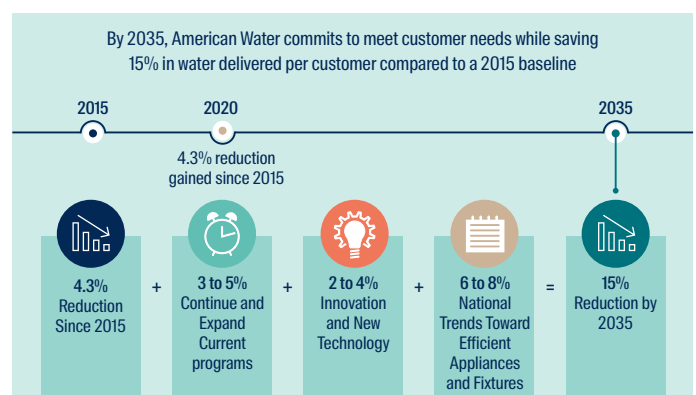 By 2035, American Water commits to meet customer needs while saving
15% in water delivered per customer compared to a 2015 baseline
2015
2020
2035
4.3% reduction
gained since 2015
4.3%
Reduction
Since 2015
+
3 to 5%
Continue and
Expand
Current
programs
+
2 to 4%
Innovation
and New
Technology
+
6 to 8%
National
Trends Toward
Efficient
Appliances
and Fixtures
=
15%
Reduction by
2035